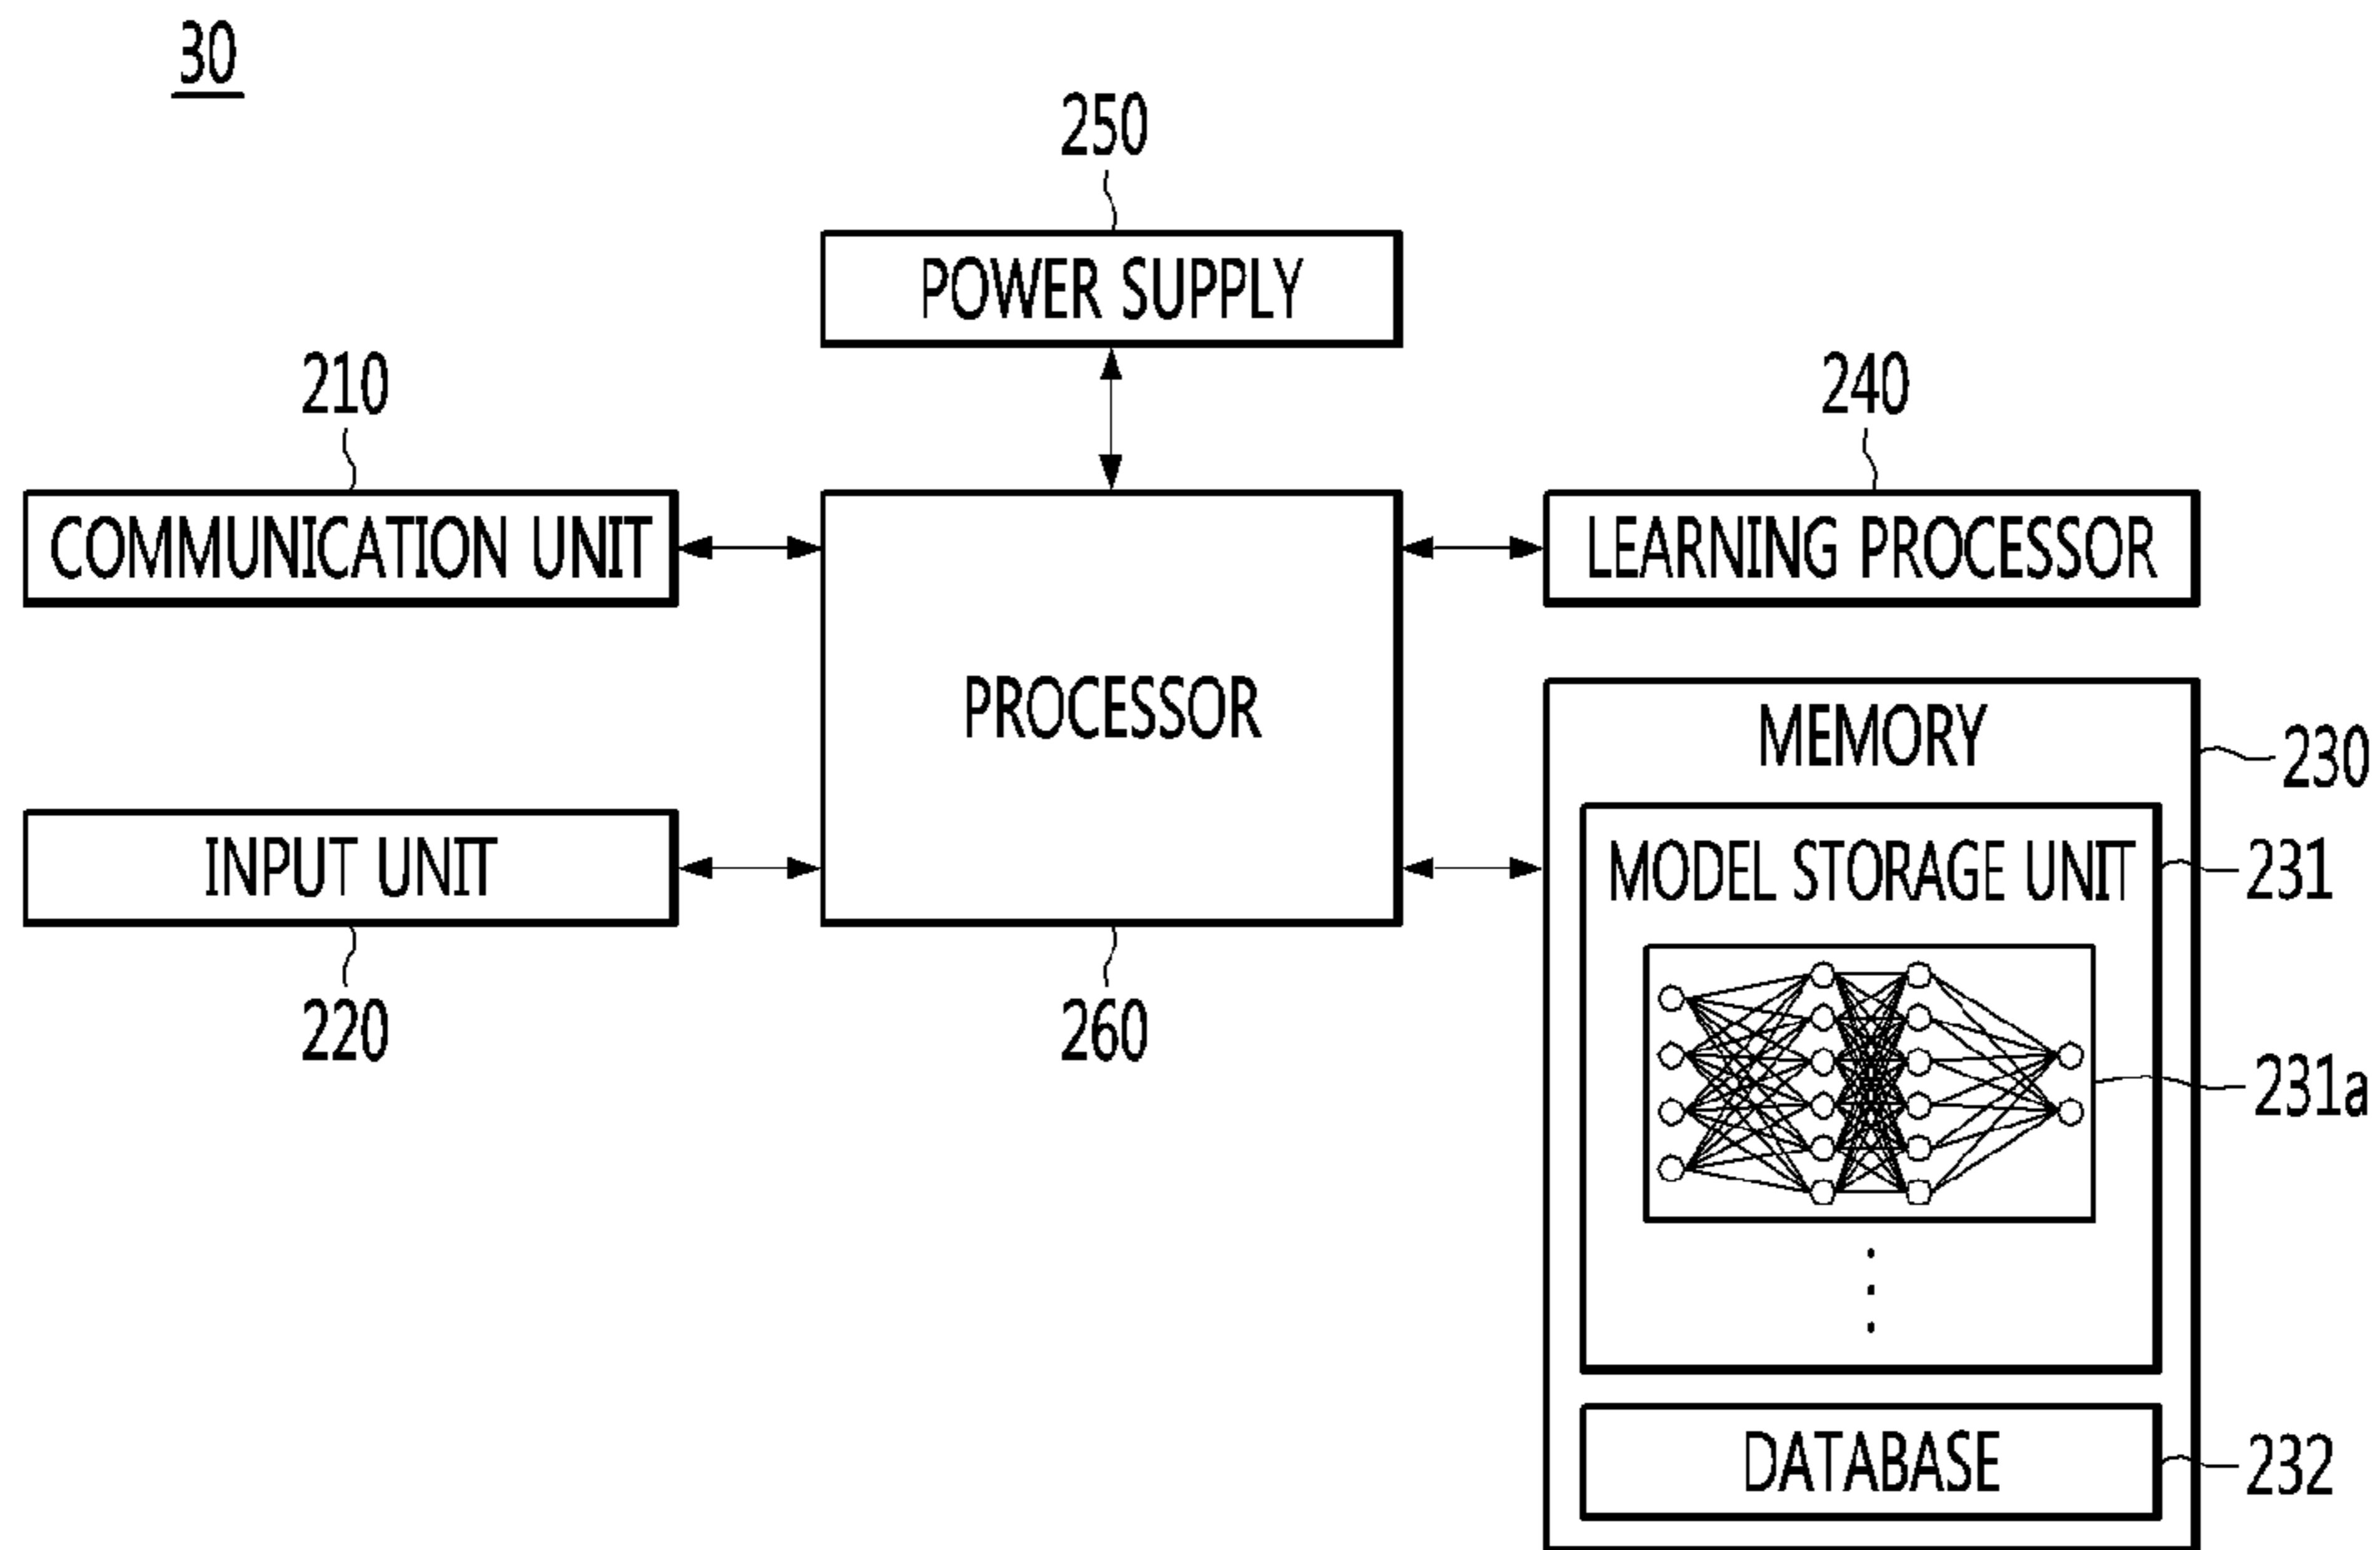 30
250
POWER SUPPLY
210
240
COMMUNICATION UNIT
LEARNING PROCESSOR
PROCESSOR
MEMORY
230
INPUT UNIT
MODEL STORAGE UNIT
231
220
260
231a
DATABASE
232